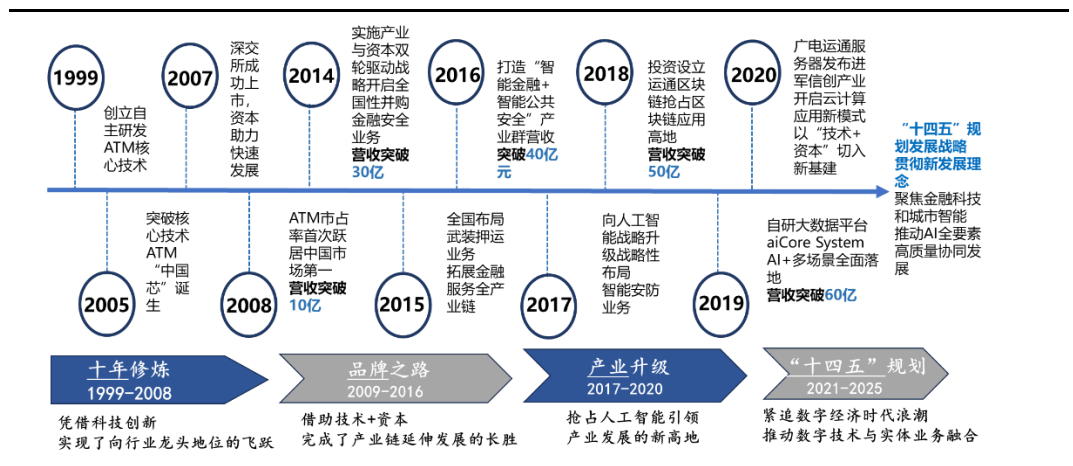 1999
创立自
主研发
ATM核
心技术
2007
深交
所成
功上
市，
资本
助力
快速
发展
2014
实施产业
与资本双
轮驱动战
略开启全
国性并购
金融安全
业务
营收突破
30亿
2016
打造“智
能金融+
智能公共
安全”产
业群营收
突破40亿
元
2018
投资设立
运通区块
链抢占区
块链应用
高地
营收突破
50亿
2020
广电运通服
务器发布进
军信创产业
开启云计算
应用新模式
以“技术+
资本”切入
新基建
“十四五”规
划发展战略
贯彻新发展理
念
聚焦金融科技
和城市智能
推动AI全要素
高质量协同发
展
2005
突破核
心技术
ATM
“中国
芯”诞
生
2008
ATM市占
率首次跃
居中国市
场第一
营收突破
10亿
2015
全国布局
武装押运
业务
拓展金融
服务全产
业链
2017
向人工智
能战略升
级战略性
布局
智能安防
业务
2019
自研大数据平台
aiCore System
AI+多场景全面落
地
营收突破60亿
十年修炼
1999-2008
凭借科技创新
实现了向行业龙头地位的飞跃
品牌之路
2009-2016
借助技术+资本
完成了产业链延伸发展的长胜
产业升级
2017-2020
抢占人工智能引领
产业发展的新高地
“十四五”规划
2021-2025
紧追数字经济时代浪潮
推动数字技术与实体业务融合